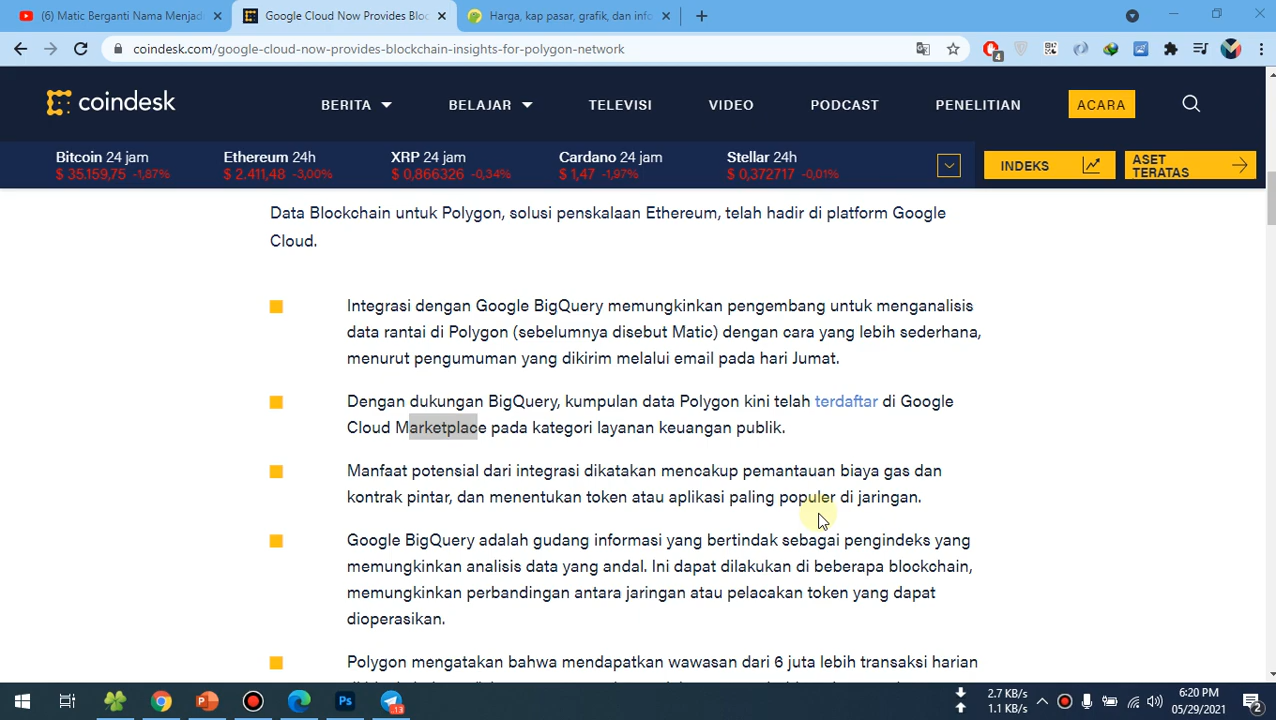 (6) Matic Berganti Nama Menjadi
Google Cloud Now Provides Bloc
Harga, kap pasar, grafik, dan info
coindesk.com/google-cloud-now-provides-blockchain-insights-for-polygon-network
4
coindesk
BERITA
BELAJAR
TELEVISI
VIDEO
PODCAST
PENELITIAN
ACARA
Bitcoin 24 jam
$ 35.159,75 -1,87%
Ethereum 24h
$ 2.411,48 -3,00%
XRP 24 jam
$ 0,866326 -0,34%
Cardano 24 jam
$ 1,47 -1,97%
Stellar 24h
$ 0,372717 -0,01%
INDEKS
ASET
TERATAS
Data Blockchain untuk Polygon, solusi penskalaan Ethereum, telah hadir di platform Google
Cloud.
Integrasi dengan Google BigQuery memungkinkan pengembang untuk menganalisis
data rantai di Polygon (sebelumnya disebut Matic) dengan cara yang lebih sederhana,
menurut pengumuman yang dikirim melalui email pada hari Jumat.
Dengan dukungan BigQuery, kumpulan data Polygon kini telah terdaftar di Google
Cloud Marketplace pada kategori layanan keuangan publik.
Manfaat potensial dari integrasi dikatakan mencakup pemantauan biaya gas dan
kontrak pintar, dan menentukan token atau aplikasi paling populer di jaringan.
Google BigQuery adalah gudang informasi yang bertindak sebagai pengindeks yang
memungkinkan analisis data yang andal. Ini dapat dilakukan di beberapa blockchain,
memungkinkan perbandingan antara jaringan atau pelacakan token yang dapat
dioperasikan.
Polygon mengatakan bahwa mendapatkan wawasan dari 6 juta lebih transaksi harian
13
2.7 KB/s
1.1 KB/s
6:20 PM
05/29/2021
2